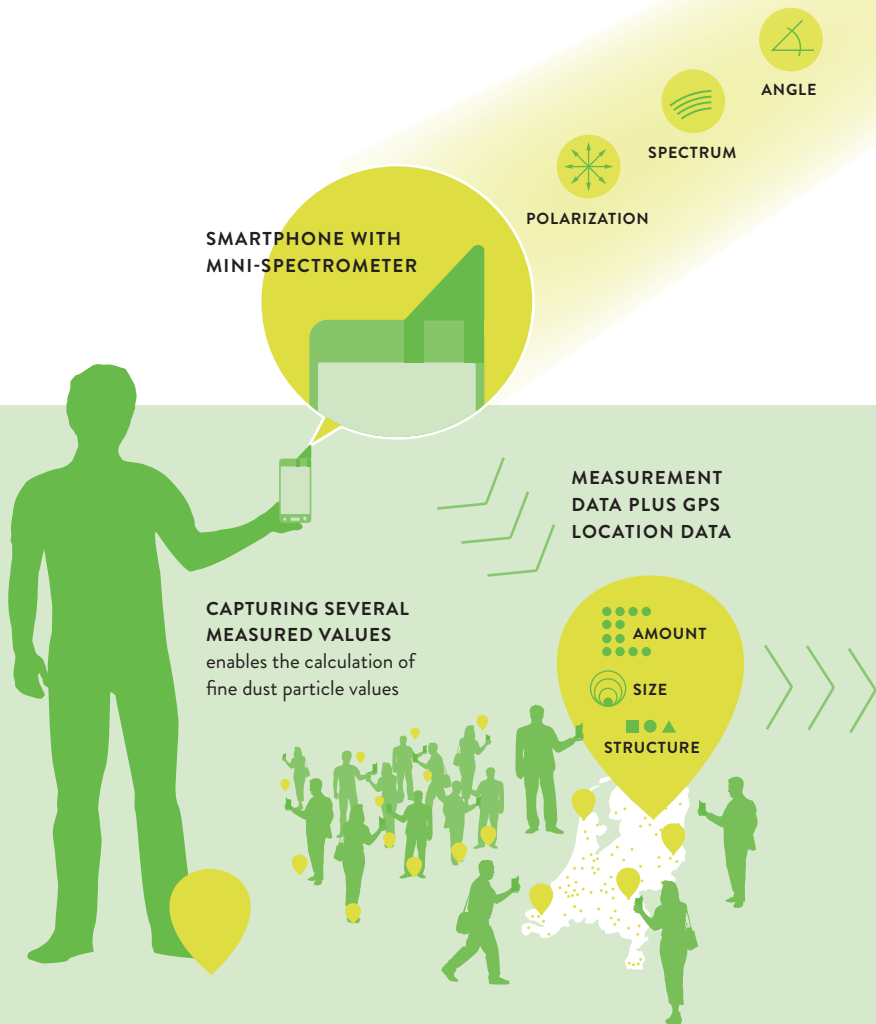 ANGLE
SPECTRUM
POLARIZATION
SMARTPHONE WITH
MINI-SPECTROMETER
MEASUREMENT
DATA PLUS GPS
LOCATION DATA
CAPTURING SEVERAL
MEASURED VALUES
enables the calculation of
fine dust particle values
AMOUNT
SIZE
STRUCTURE